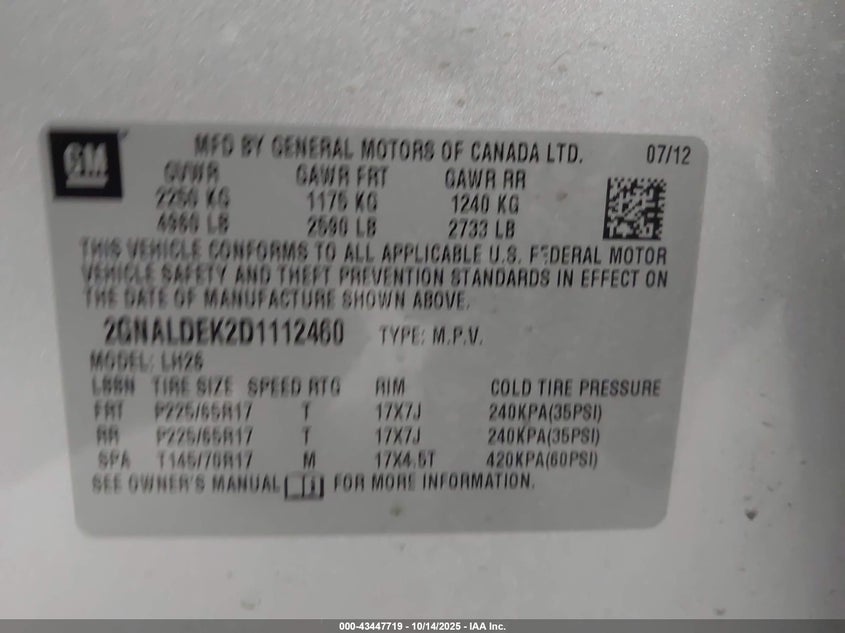 GM
MFD BY GENERAL MOTORS OF CANADA LTD. 07/12
GVWR GAWR FRT GAWR RR
2250 KG 1175 KG 1240 KG
4960 LB 2590 LB 2733 LB
THIS VEHICLE CONFORMS TO ALL APPLICABLE U.S. FEDERAL MOTOR
VEHICLE SAFETY AND THEFT PREVENTION STANDARDS IN EFFECT ON
THE DATE OF MANUFACTURE SHOWN ABOVE.
2GNALDEK2D1112460 TYPE: M.P.V.
MODEL: LH26
TIRE SIZE SPEED RTG RIM COLD TIRE PRESSURE
FRT P225/65R17 T 17X7J 240KPA(35PSI)
RR P225/65R17 T 17X7J 240KPA(35PSI)
SPA T145/70R17 M 17X4.5T 420KPA(60PSI)
SEE OWNER'S MANUAL FOR MORE INFORMATION.
000-43447719 - 10/14/2025 - IAA Inc.